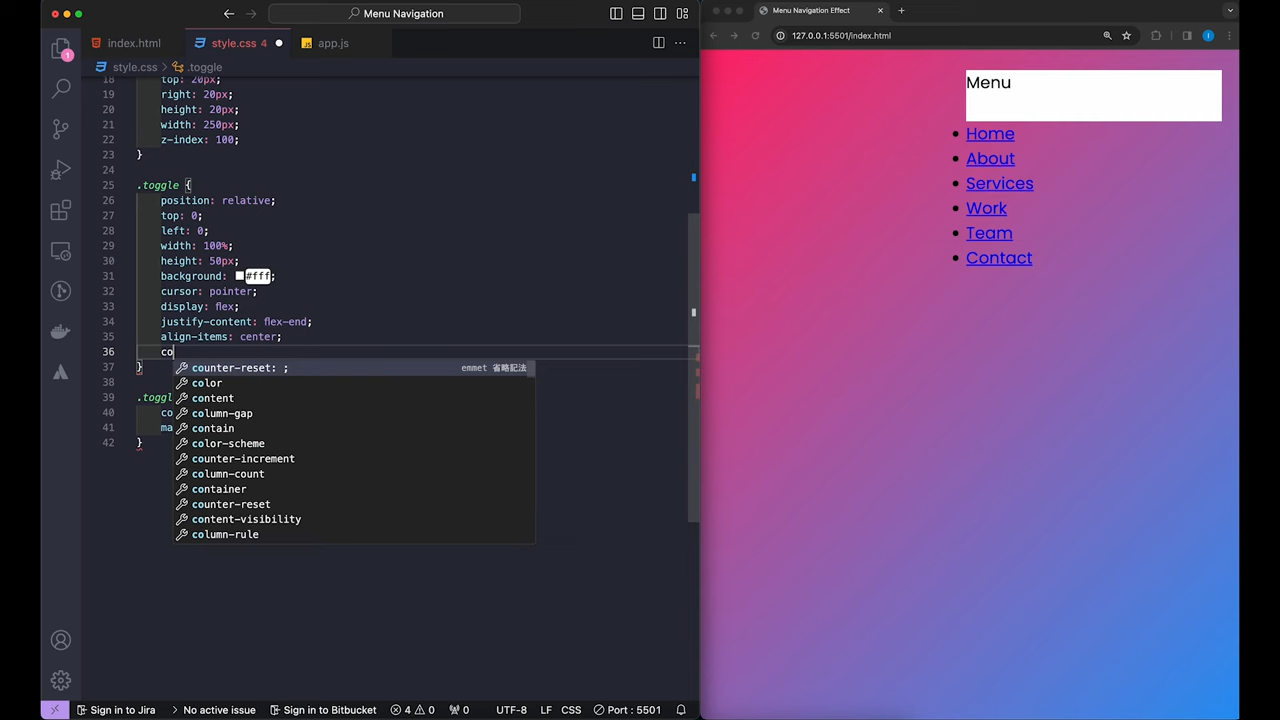 Menu Navigation
index.html
style.css 4
app.js
style.css > .toggle
18 top: 20px;
19 right: 20px;
20 height: 20px;
21 width: 250px;
22 z-index: 100;
23 }
24
25 .toggle {
26 position: relative;
27 top: 0;
28 left: 0;
29 width: 100%;
30 height: 50px;
31 background: #fff;
32 cursor: pointer;
33 display: flex;
34 justify-content: flex-end;
35 align-items: center;
36 co
37 }
38
39 .toggl
40 co
41 ma
42 }
counter-reset: ; emmet 省略記法
color
content
column-gap
contain
color-scheme
counter-increment
column-count
container
counter-reset
content-visibility
column-rule
1
Sign in to Jira
No active issue
Sign in to Bitbucket
4
0
0
UTF-8
LF
CSS
Port : 5501
Menu Navigation Effect
127.0.0.1:5501/index.html
Menu
Home
About
Services
Work
Team
Contact